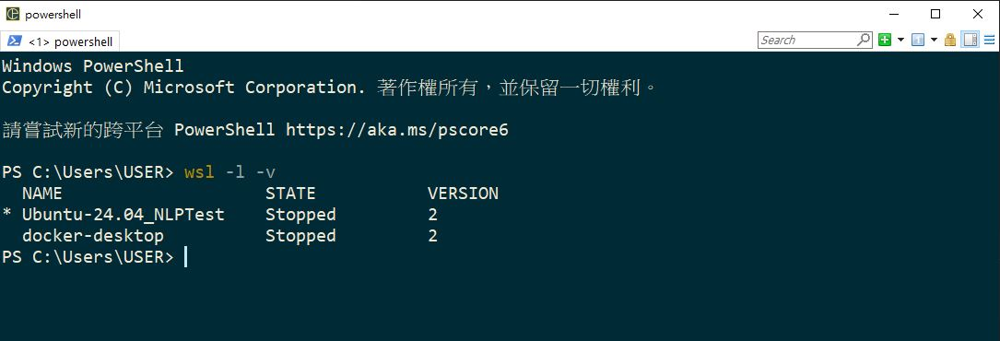 powershell
<1> powershell
Search
Windows PowerShell
Copyright (C) Microsoft Corporation. 著作權所有，並保留一切權利。
請嘗試新的跨平台 PowerShell https://aka.ms/pscore6
PS C:\Users\USER> wsl -l -v
  NAME                    STATE           VERSION
* Ubuntu-24.04_NLPTest    Stopped         2
  docker-desktop          Stopped         2
PS C:\Users\USER>